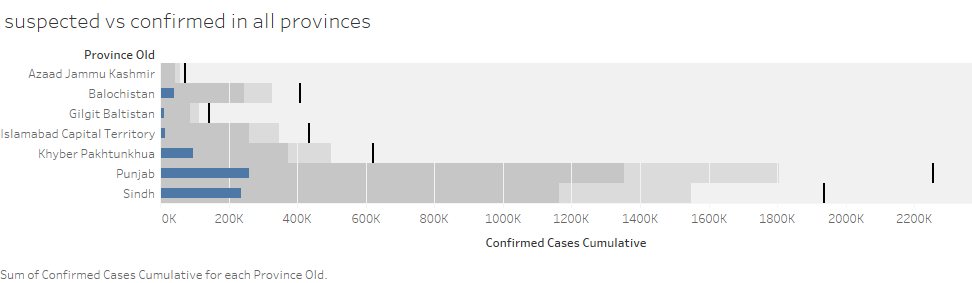 suspected vs confirmed in all provinces
Province Old
Azaad Jammu Kashmir
Balochistan
Gilgit Baltistan
Islamabad Capital Territory
Khyber Pakhtunkhua
Punjab
Sindh
0K 200K 400K 600K 800K 1000K 1200K 1400K 1600K 1800K 2000K 2200K
Confirmed Cases Cumulative
Sum of Confirmed Cases Cumulative for each Province Old.